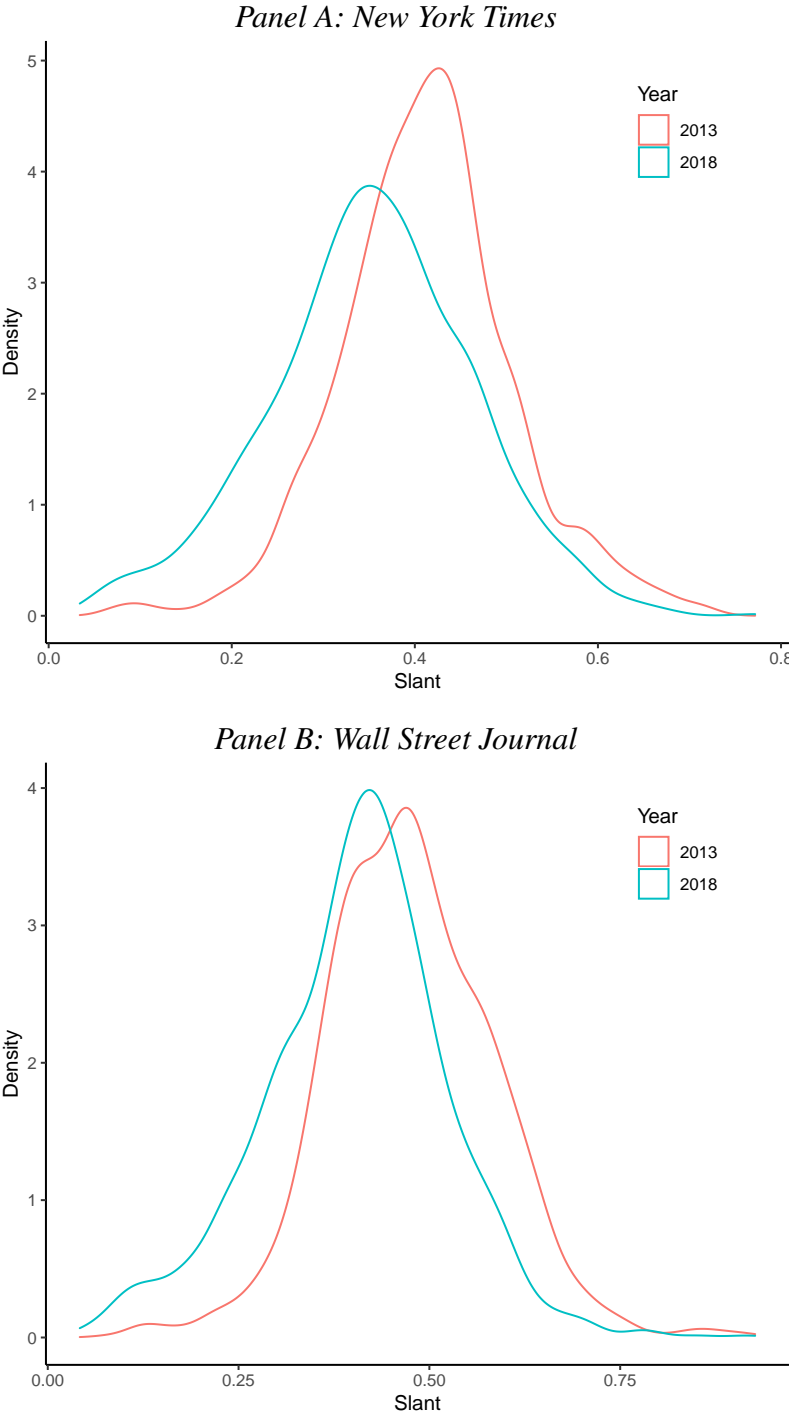 Panel A: New York Times
5
4
3
2
1
0
Density
Year
2013
2018
0.0 0.2 0.4 0.6 0.8
Slant
Panel B: Wall Street Journal
4
3
2
1
0
Density
Year
2013
2018
0.00 0.25 0.50 0.75
Slant